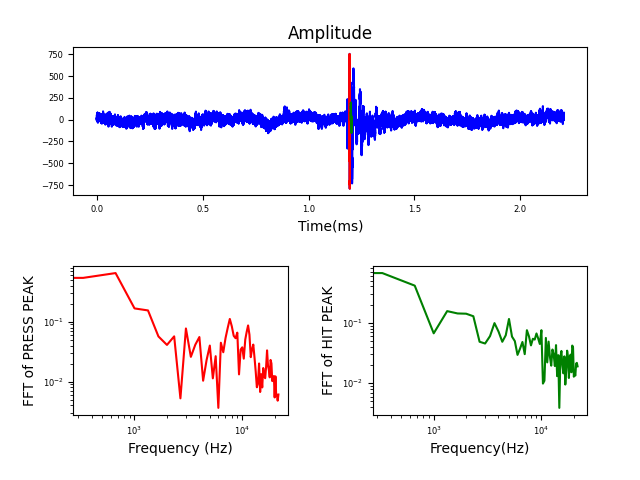 Amplitude
750
500
250
0
−250
−500
−750
0.0 0.5 1.0 1.5 2.0
Time(ms)
FFT of PRESS PEAK
10⁻¹
10⁻²
10³ 10⁴
Frequency (Hz)
FFT of HIT PEAK
10⁻¹
10⁻²
10³ 10⁴
Frequency(Hz)